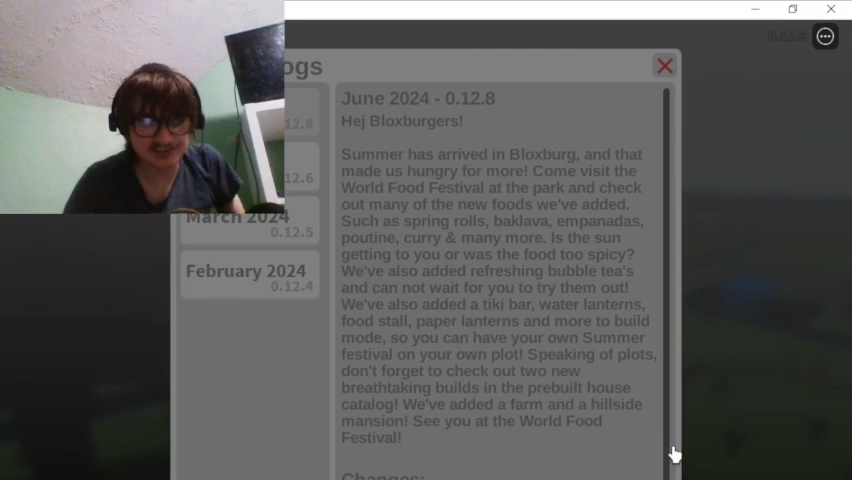 ogs
June 2024 - 0.12.8
Hej Bloxburgers!
Summer has arrived in Bloxburg, and that
made us hungry for more! Come visit the
World Food Festival at the park and check
out many of the new foods we've added.
Such as spring rolls, baklava, empanadas,
poutine, curry & many more. Is the sun
getting to you or was the food too spicy?
We've also added refreshing bubble tea's
and can not wait for you to try them out!
We've also added a tiki bar, water lanterns,
food stall, paper lanterns and more to build
mode, so you can have your own Summer
festival on your own plot! Speaking of plots,
don't forget to check out two new
breathtaking builds in the prebuilt house
catalog! We've added a farm and a hillside
mansion! See you at the World Food
Festival!
Changes:
12.8
12.6
March 2024
0.12.5
February 2024
0.12.4